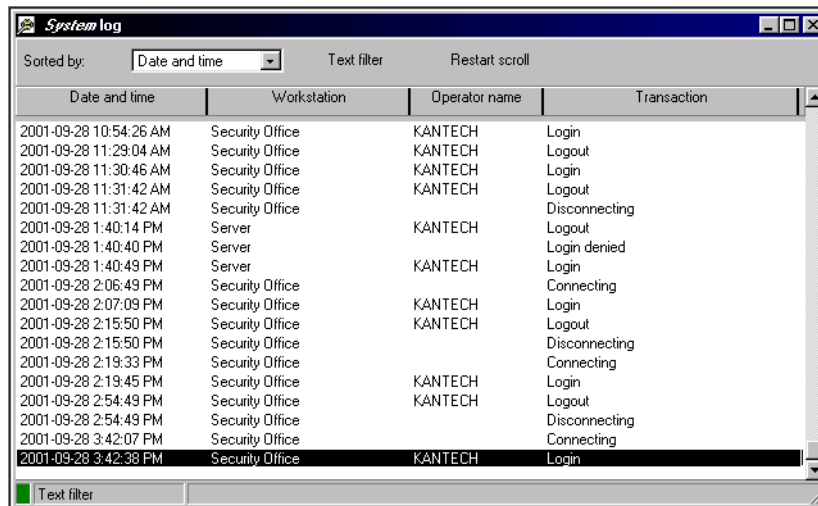 System log
Sorted by: Date and time Text filter Restart scroll
Date and time Workstation Operator name Transaction
2001-09-28 10:54:26 AM Security Office KANTECH Login
2001-09-28 11:29:04 AM Security Office KANTECH Logout
2001-09-28 11:30:46 AM Security Office KANTECH Login
2001-09-28 11:31:42 AM Security Office KANTECH Logout
2001-09-28 11:31:42 AM Security Office Disconnecting
2001-09-28 1:40:14 PM Server KANTECH Logout
2001-09-28 1:40:40 PM Server Login denied
2001-09-28 1:40:49 PM Server KANTECH Login
2001-09-28 2:06:49 PM Security Office Connecting
2001-09-28 2:07:09 PM Security Office KANTECH Login
2001-09-28 2:15:50 PM Security Office KANTECH Logout
2001-09-28 2:15:50 PM Security Office Disconnecting
2001-09-28 2:19:33 PM Security Office Connecting
2001-09-28 2:19:45 PM Security Office KANTECH Login
2001-09-28 2:54:49 PM Security Office KANTECH Logout
2001-09-28 2:54:49 PM Security Office Disconnecting
2001-09-28 3:42:07 PM Security Office Connecting
2001-09-28 3:42:38 PM Security Office KANTECH Login
Text filter